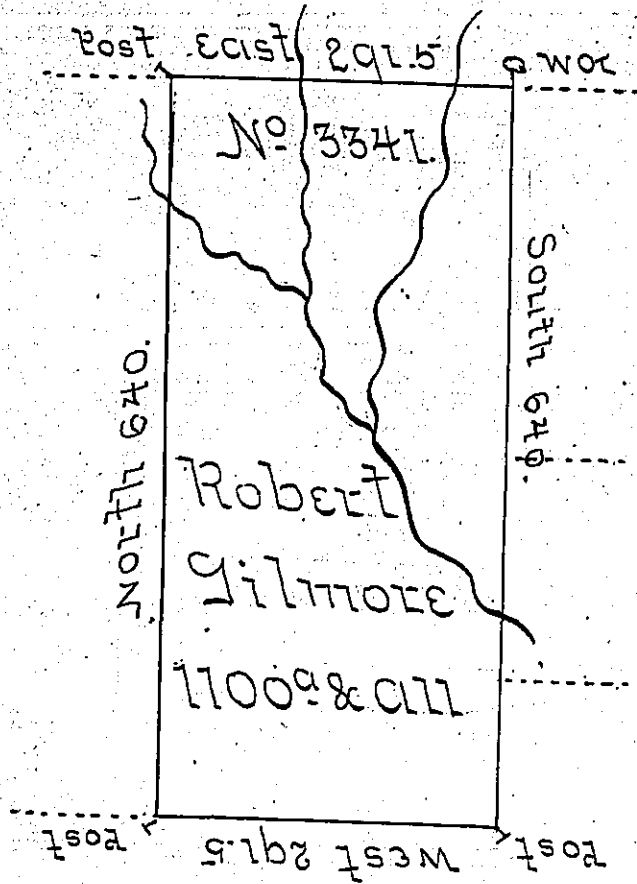 Post East 291.5
No 3341.
South 640.
North 640.
Robert
Gilmore
1100a & all
Post West 291.5 Post